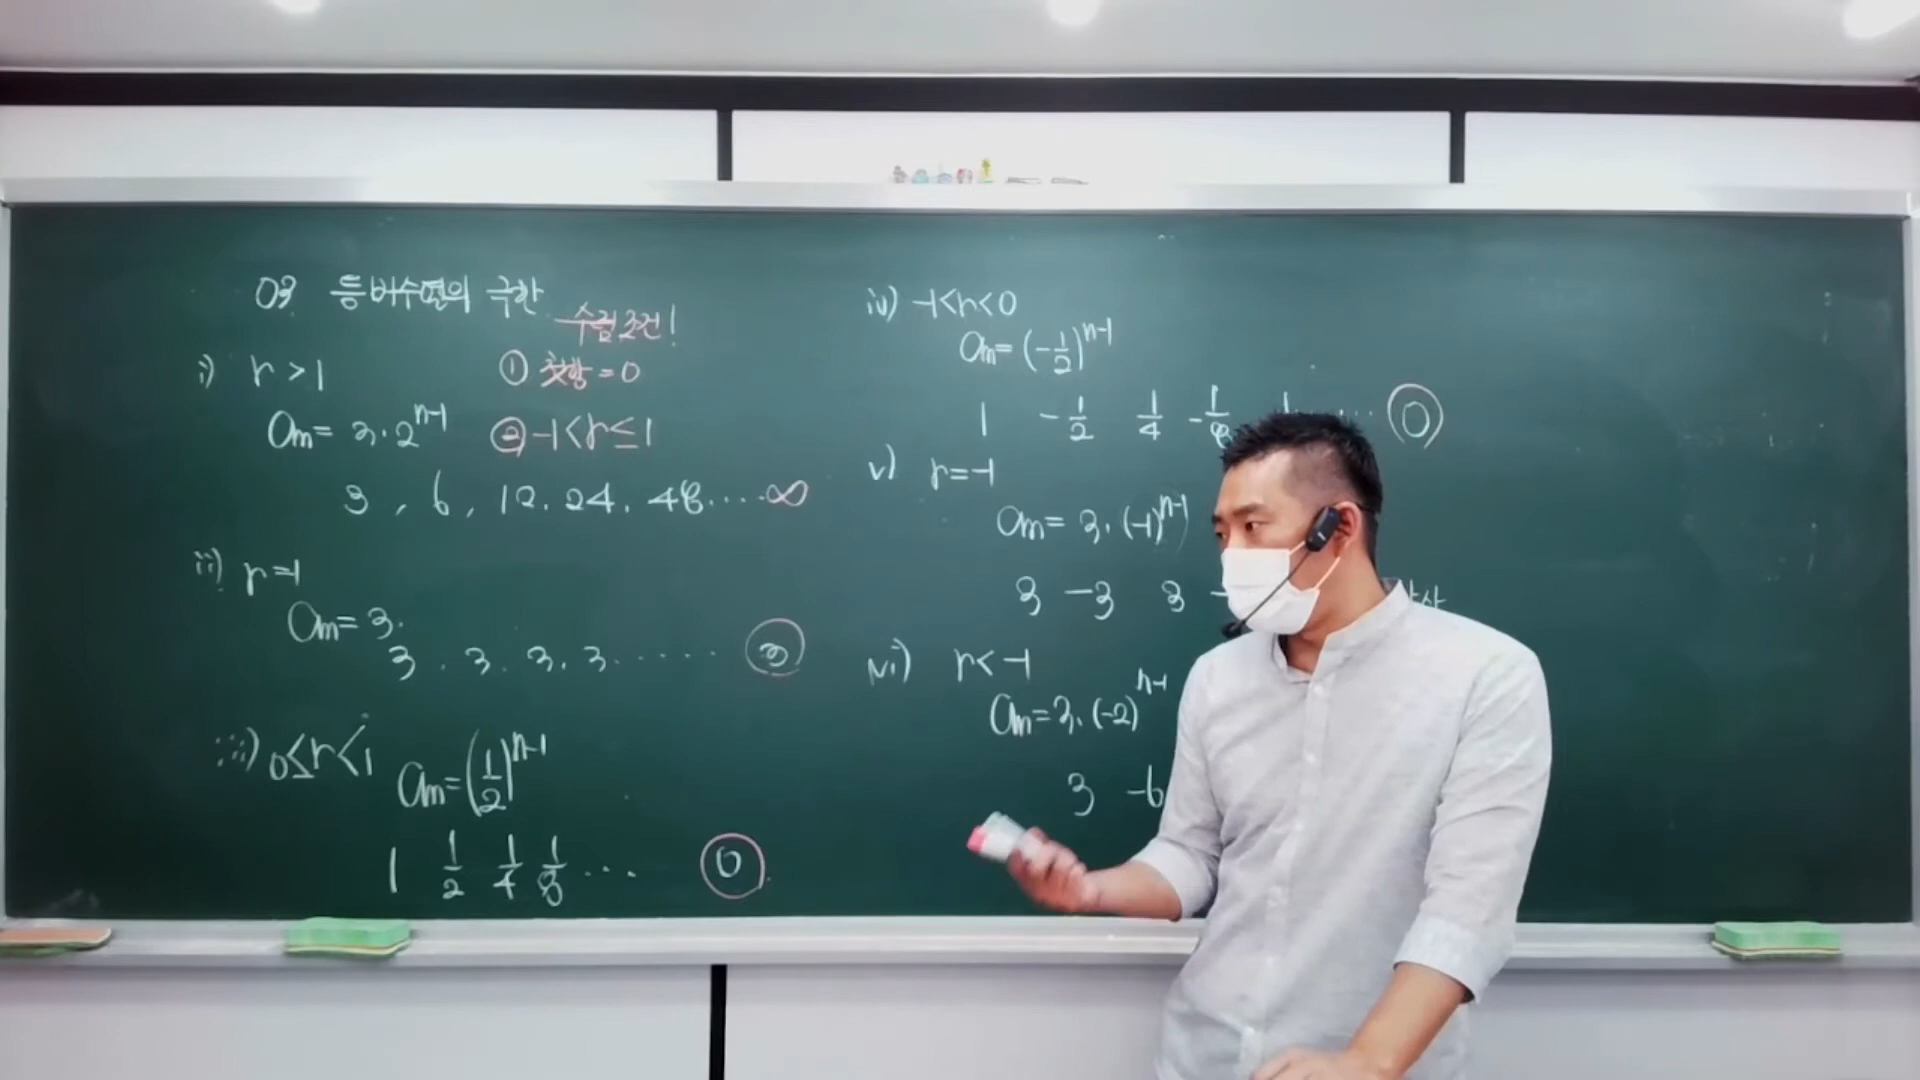 03 등비수열의 극한
수렴조건!
i) r > 1
① 첫항 = 0
an = 3·2^(n-1)
② -1 < r ≤ 1
3 , 6 , 12 . 24 . 48 .... ∞
ii) r = 1
an = 3.
3 . 3 . 3 . 3 ...... 3
iii) 0 ≤ r < 1 an = (1/2)^(n-1)
1 1/2 1/4 1/8 ... 0
iv) -1 < r < 0
an = (-1/2)^(n-1)
1 -1/2 1/4 -1/8 ... 0
v) r = -1
an = 3·(-1)^(n-1)
3 -3 3 -
vi) r < -1
an = 3·(-2)^(n-1)
3 -6